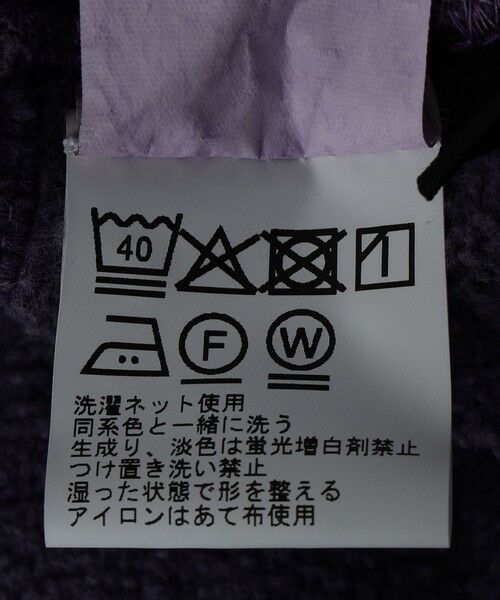 40
F
W
洗濯ネット使用
同系色と一緒に洗う
生成り、淡色は蛍光増白剤禁止
つけ置き洗い禁止
湿った状態で形を整える
アイロンはあて布使用